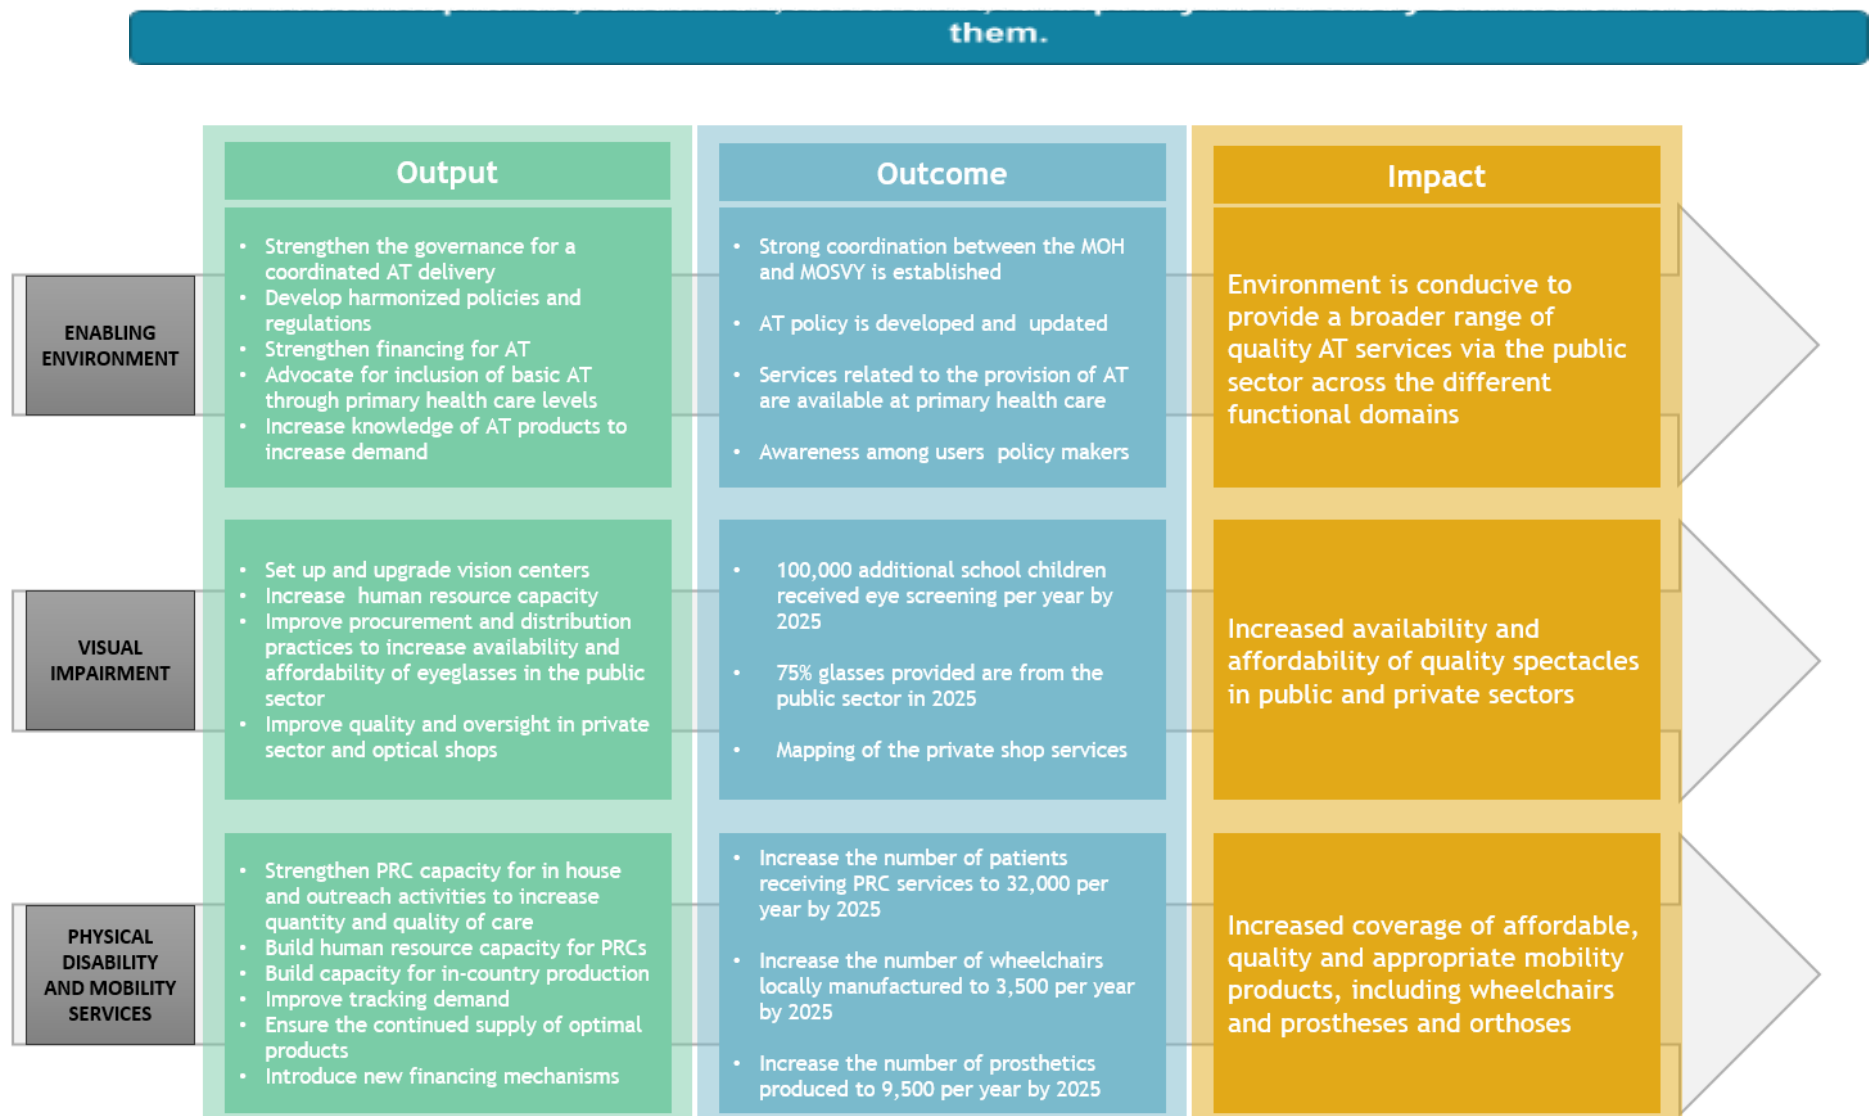 them.
Output
Outcome
Impact
ENABLING
ENVIRONMENT
• Strengthen the governance for a
coordinated AT delivery
• Develop harmonized policies and
regulations
• Strengthen financing for AT
• Advocate for inclusion of basic AT
through primary health care levels
• Increase knowledge of AT products to
increase demand
• Strong coordination between the MOH
and MOSVY is established
• AT policy is developed and updated
• Services related to the provision of AT
are available at primary health care
• Awareness among users policy makers
Environment is conducive to
provide a broader range of
quality AT services via the public
sector across the different
functional domains
VISUAL
IMPAIRMENT
• Set up and upgrade vision centers
• Increase human resource capacity
• Improve procurement and distribution
practices to increase availability and
affordability of eyeglasses in the public
sector
• Improve quality and oversight in private
sector and optical shops
• 100,000 additional school children
received eye screening per year by
2025
• 75% glasses provided are from the
public sector in 2025
• Mapping of the private shop services
Increased availability and
affordability of quality spectacles
in public and private sectors
PHYSICAL
DISABILITY
AND MOBILITY
SERVICES
• Strengthen PRC capacity for in house
and outreach activities to increase
quantity and quality of care
• Build human resource capacity for PRCs
• Build capacity for in-country production
• Improve tracking demand
• Ensure the continued supply of optimal
products
• Introduce new financing mechanisms
• Increase the number of patients
receiving PRC services to 32,000 per
year by 2025
• Increase the number of wheelchairs
locally manufactured to 3,500 per year
by 2025
• Increase the number of prosthetics
produced to 9,500 per year by 2025
Increased coverage of affordable,
quality and appropriate mobility
products, including wheelchairs
and prostheses and orthoses